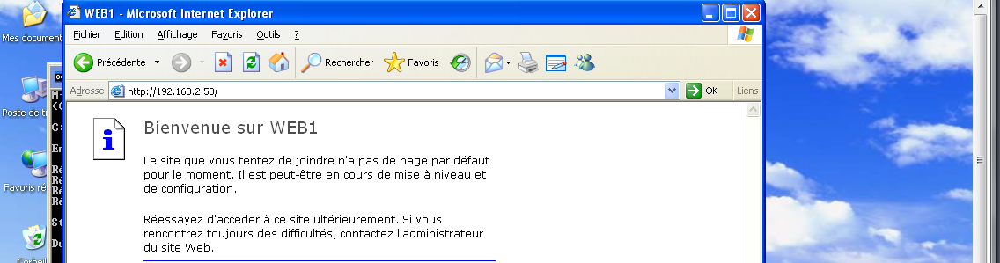 WEB1 - Microsoft Internet Explorer
Fichier Edition Affichage Favoris Outils ?
Précédente Rechercher Favoris
Adresse http://192.168.2.50/ OK Liens
Mes document
Poste de tr
Favoris ré
Corbeil
Bienvenue sur WEB1
Le site que vous tentez de joindre n'a pas de page par défaut
pour le moment. Il est peut-être en cours de mise à niveau et
de configuration.
Réessayez d'accéder à ce site ultérieurement. Si vous
rencontrez toujours des difficultés, contactez l'administrateur
du site Web.